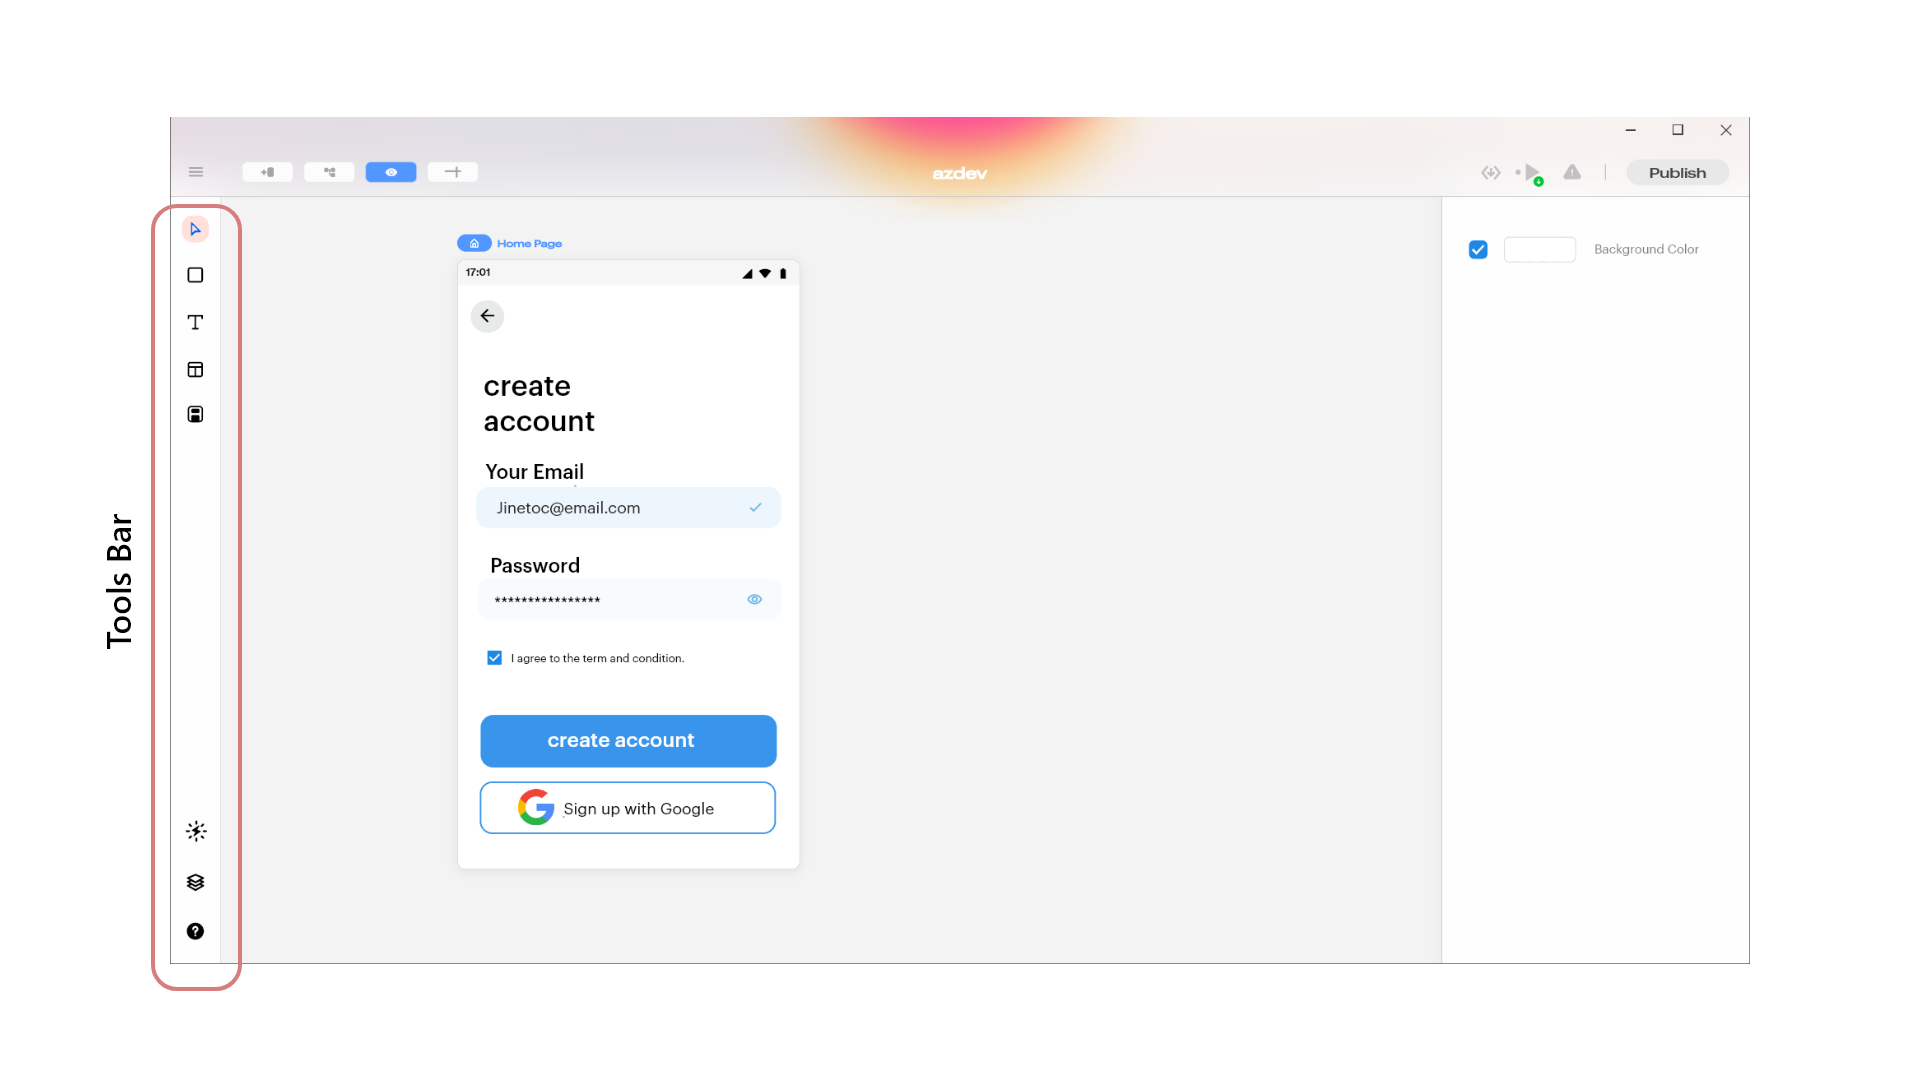 azdev
Publish
Tools Bar
Home Page
17:01
Background Color
create
account
Your Email
Jinetoc@email.com
Password
****************
I agree to the term and condition.
create account
Sign up with Google